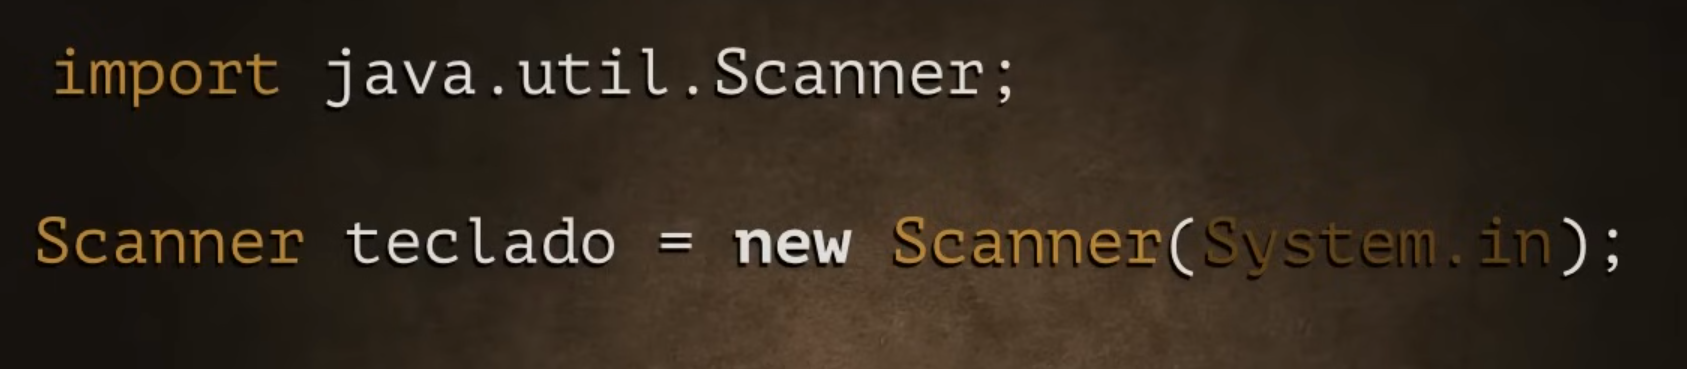 import java.util.Scanner;
Scanner teclado = new Scanner(System.in);